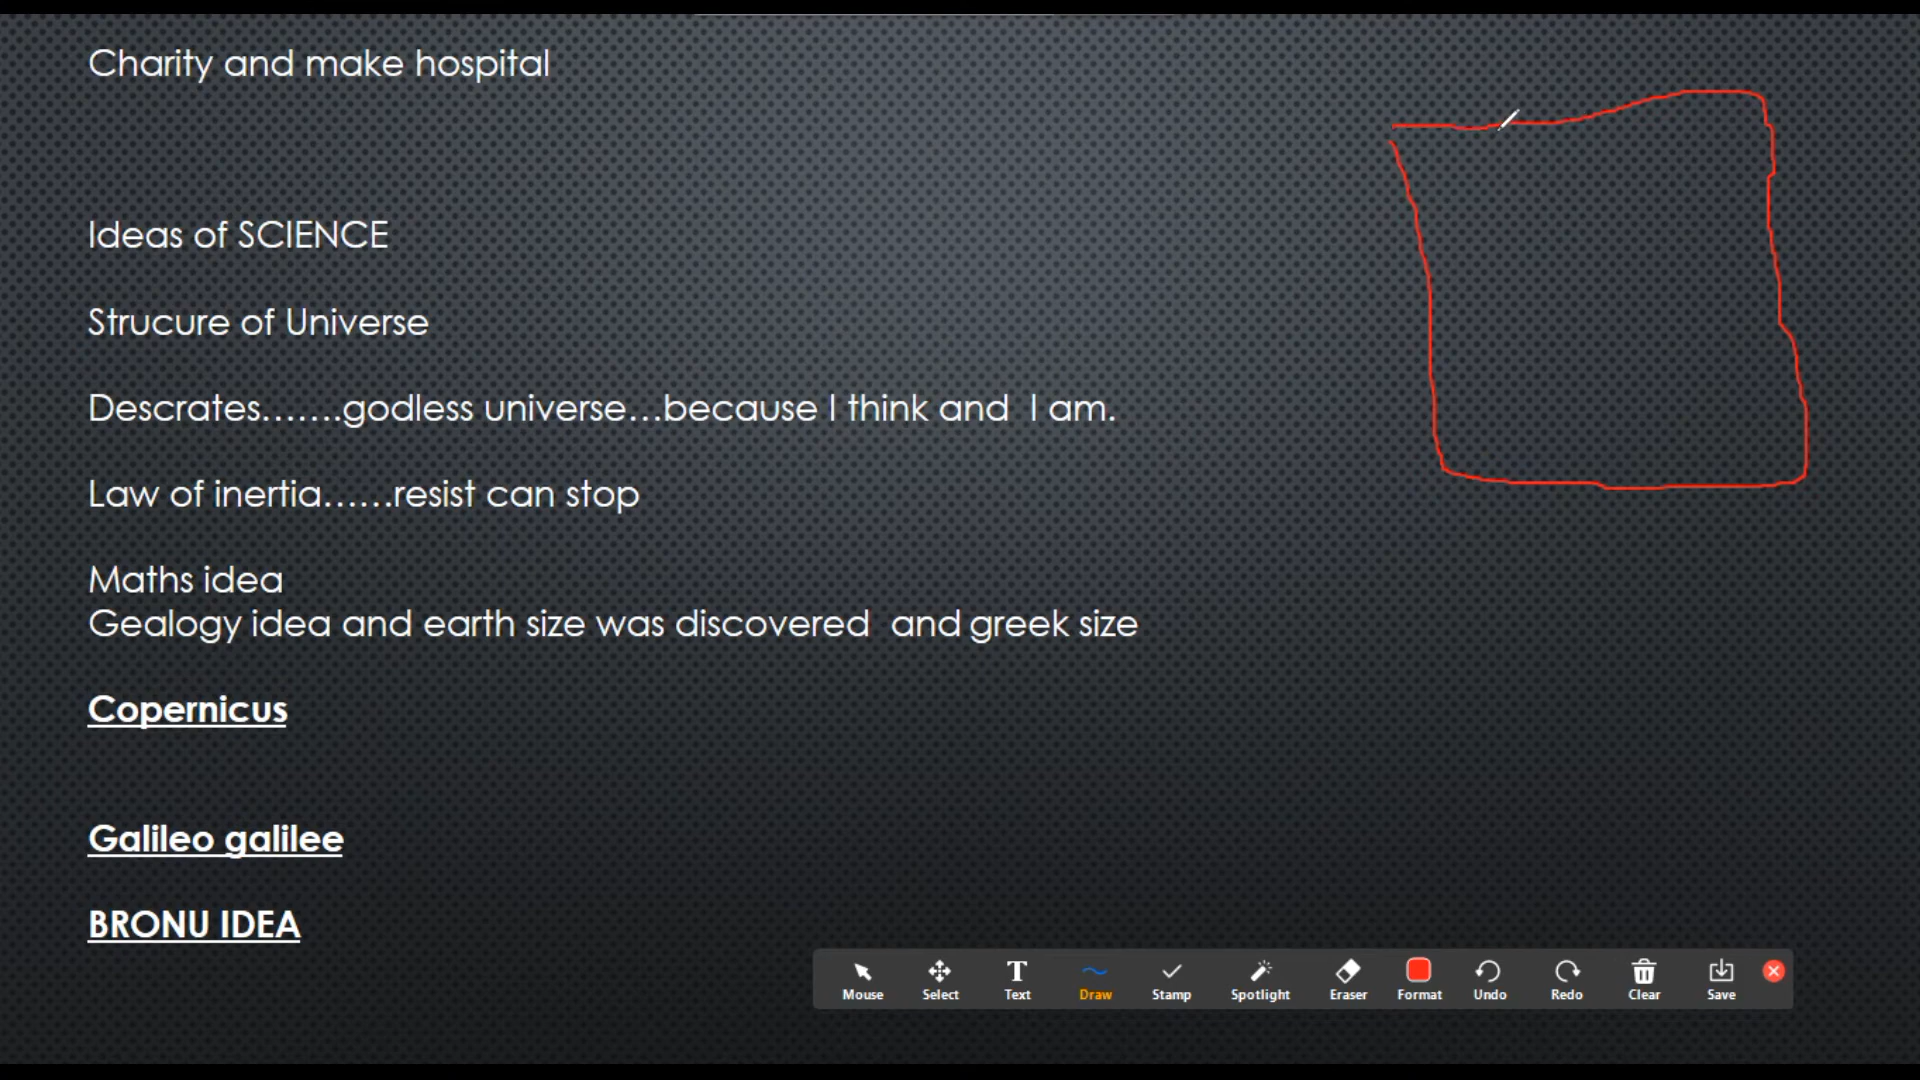 Charity and make hospital
Ideas of SCIENCE
Strucure of Universe
Descrates.......godless universe...because I think and  I am.
Law of inertia......resist can stop
Maths idea
Gealogy idea and earth size was discovered  and greek size
Copernicus
Galileo galilee
BRONU IDEA
Mouse Select Text Draw Stamp Spotlight Eraser Format Undo Redo Clear Save